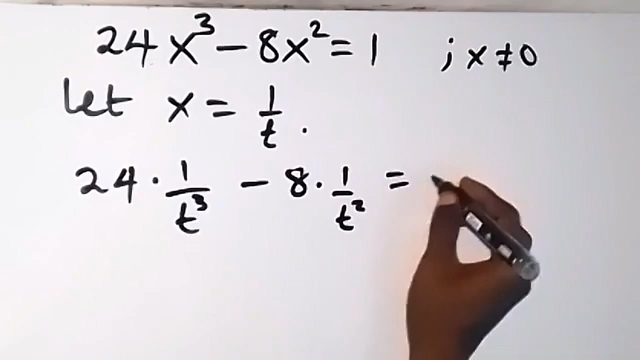 24x³ - 8x² = 1 ; x ≠ 0
Let x = 1/t .
24 · 1/t³ - 8 · 1/t² =